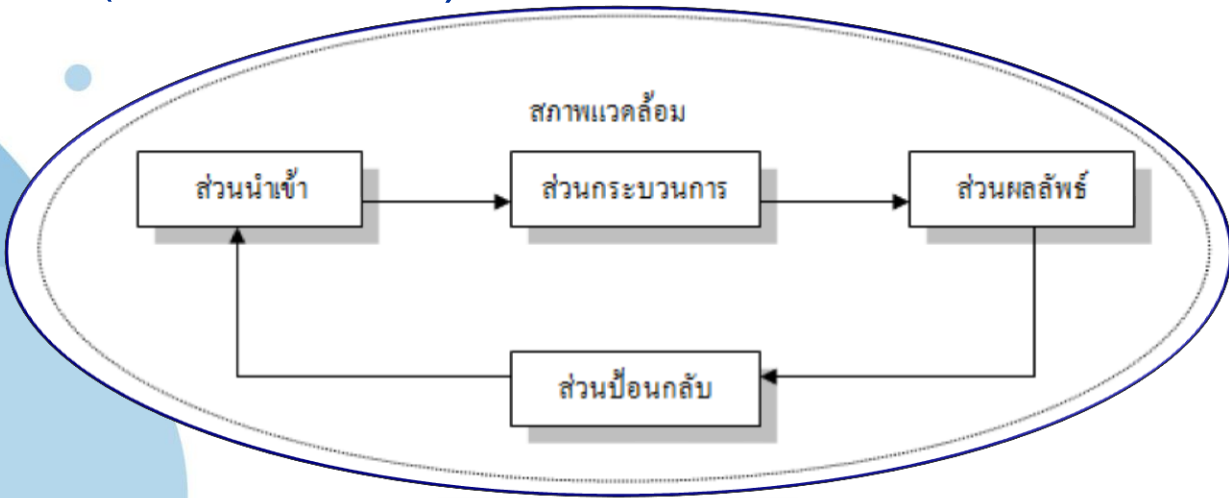 สภาพแวดล้อม
ส่วนนำเข้า
ส่วนกระบวนการ
ส่วนผลลัพธ์
ส่วนป้อนกลับ